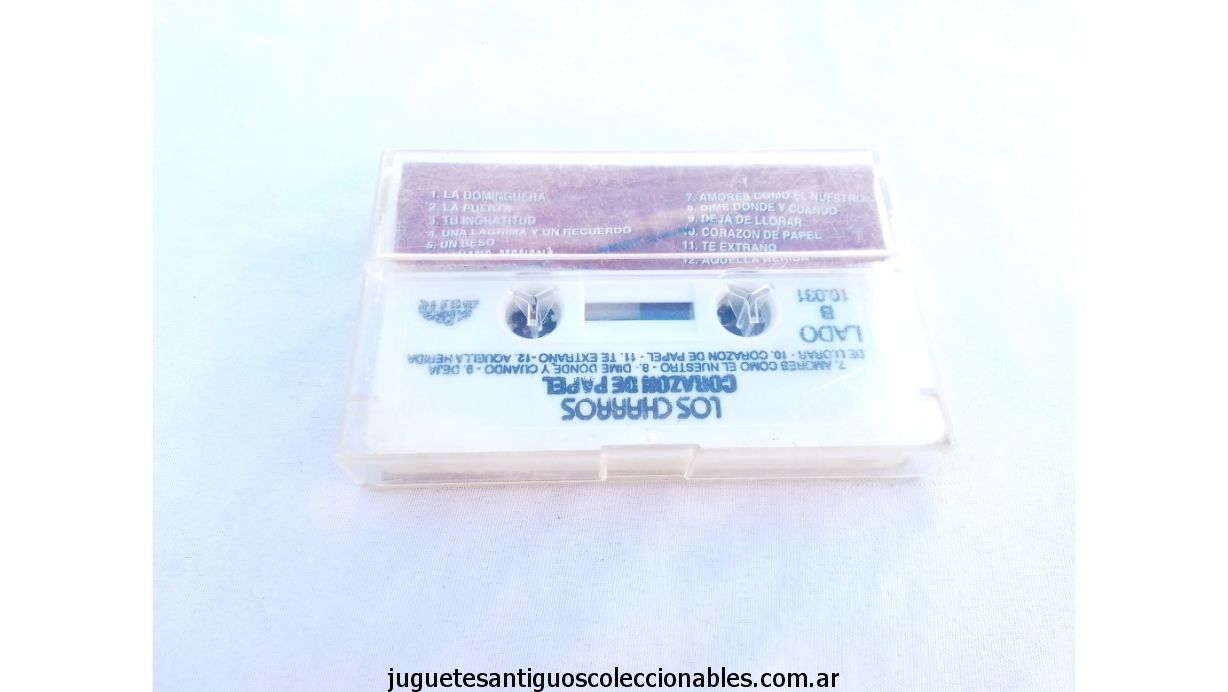 1. LA DOMINGUERA
2. LA PUERTA
3. TU INGRATITUD
4. UNA LAGRIMA Y UN RECUERDO
5. UN BESO
MAÑANA
7. AMORES COMO EL NUESTRO
8. DIME DONDE Y CUANDO
9. DEJA DE LLORAR
10. CORAZON DE PAPEL
11. TE EXTRAÑO
12. AQUELLA HERIDA
LOS CHARROS
CORAZON DE PAPEL
7. AMORES COMO EL NUESTRO - 8. DIME DONDE Y CUANDO - 9. DEJA
DE LLORAR - 10. CORAZON DE PAPEL - 11. TE EXTRAÑO - 12. AQUELLA HERIDA
LADO
B
10.031
juguetesantiguoscoleccionables.com.ar